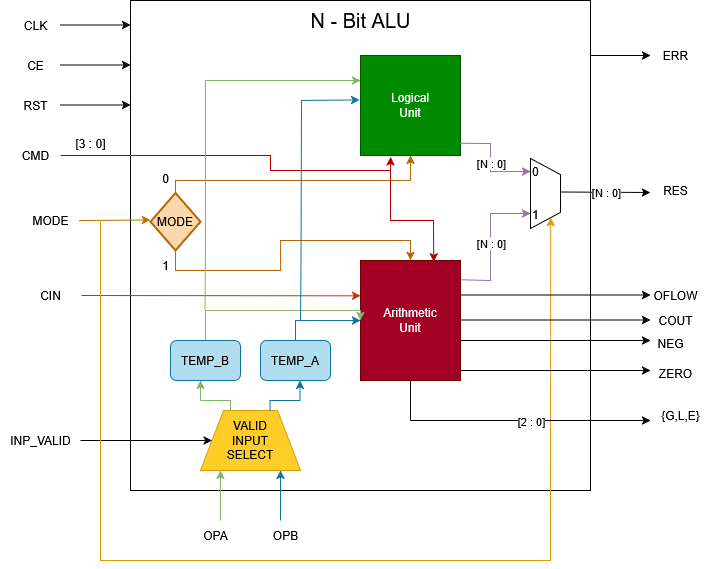 N - Bit ALU
CLK
CE
RST
CMD
[3 : 0]
MODE
CIN
INP_VALID
0
MODE
1
Logical
Unit
Arithmetic
Unit
TEMP_B
TEMP_A
VALID
INPUT
SELECT
OPA
OPB
[N : 0]
[N : 0]
0
1
[N : 0]
ERR
RES
OFLOW
COUT
NEG
ZERO
[2 : 0]
{G,L,E}